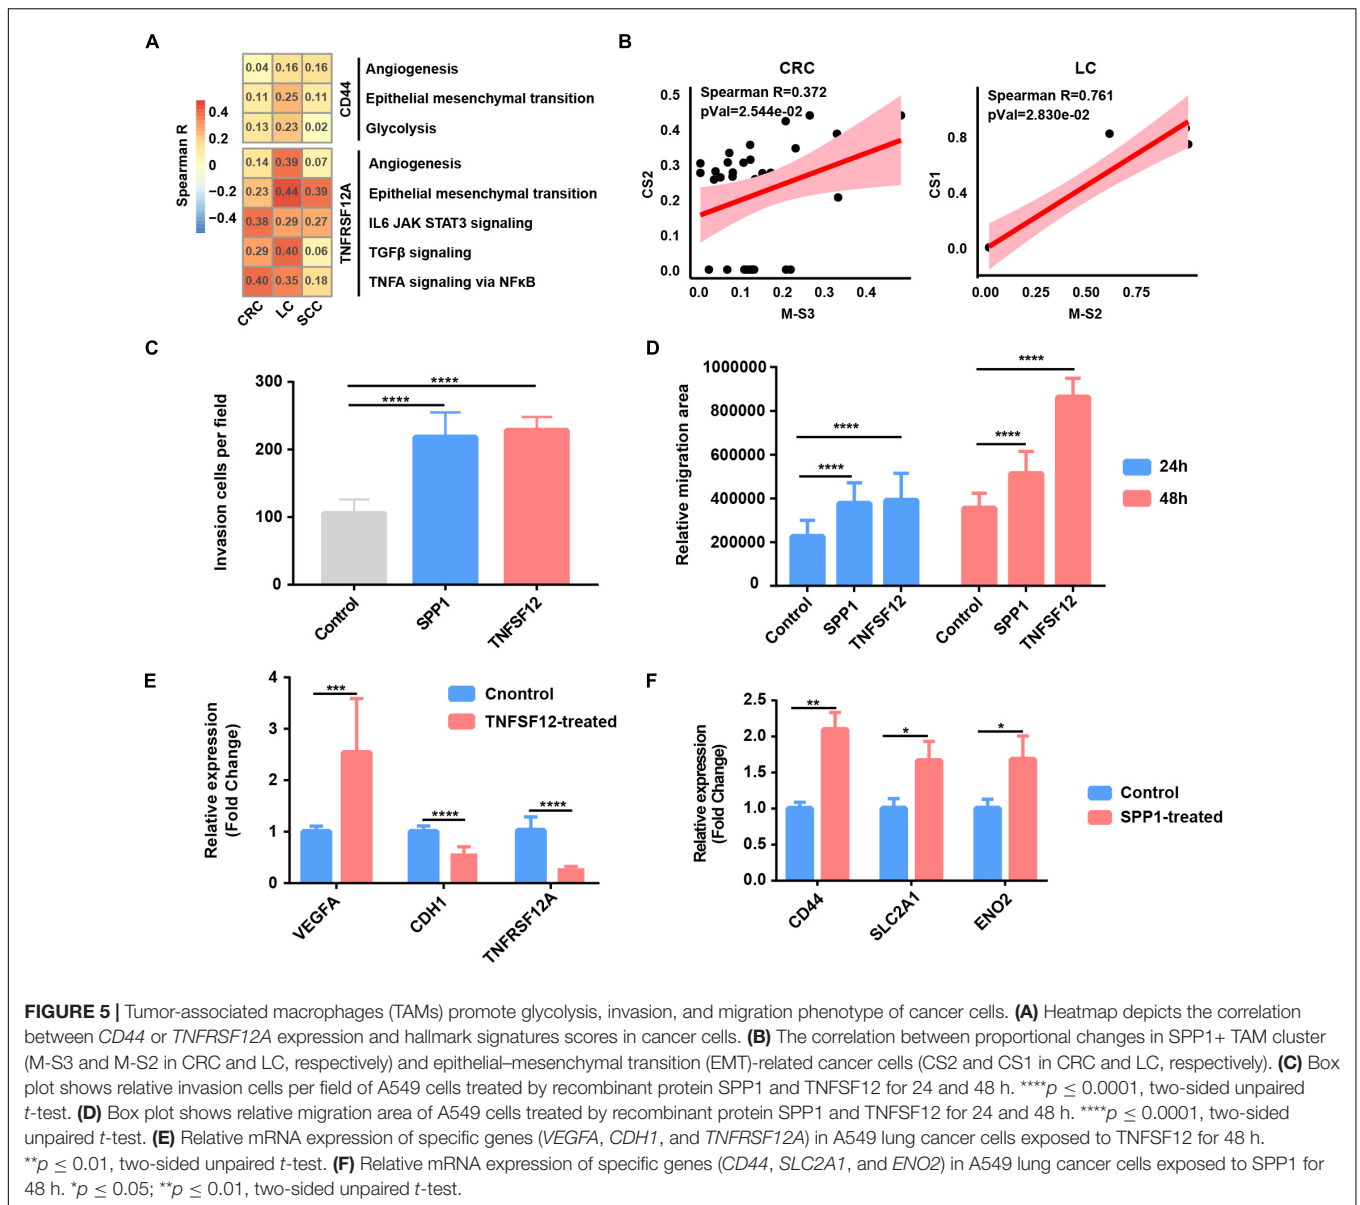 A
0.04 0.16 0.16 Angiogenesis
0.11 0.25 0.11 Epithelial mesenchymal transition
0.13 0.23 0.02 Glycolysis
CD44
0.14 0.39 0.07 Angiogenesis
0.23 0.44 0.39 Epithelial mesenchymal transition
0.38 0.29 0.27 IL6 JAK STAT3 signaling
0.29 0.40 0.06 TGFβ signaling
0.40 0.35 0.18 TNFA signaling via NFκB
TNFRSF12A
CRC LC SCC
Spearman R
0.4
0.2
0
−0.2
−0.4
B
CRC
Spearman R=0.372
pVal=2.544e-02
CS2
0.5
0.4
0.3
0.2
0.1
0.0
0.0 0.1 0.2 0.3 0.4
M-S3
LC
Spearman R=0.761
pVal=2.830e-02
CS1
0.8
0.4
0.0
0.00 0.25 0.50 0.75
M-S2
C
Invasion cells per field
300
200
100
0
****
****
Control SPP1 TNFSF12
D
Relative migration area
1000000
800000
600000
400000
200000
0
****
****
****
****
Control SPP1 TNFSF12 Control SPP1 TNFSF12
24h
48h
E
Relative expression
(Fold Change)
4
3
2
1
0
***
****
****
VEGFA CDH1 TNFRSF12A
Cnontrol
TNFSF12-treated
F
Relative expression
(Fold Change)
2.5
2.0
1.5
1.0
0.5
0.0
**
*
*
CD44 SLC2A1 ENO2
Control
SPP1-treated
FIGURE 5 | Tumor-associated macrophages (TAMs) promote glycolysis, invasion, and migration phenotype of cancer cells. (A) Heatmap depicts the correlation
between CD44 or TNFRSF12A expression and hallmark signatures scores in cancer cells. (B) The correlation between proportional changes in SPP1+ TAM cluster
(M-S3 and M-S2 in CRC and LC, respectively) and epithelial–mesenchymal transition (EMT)-related cancer cells (CS2 and CS1 in CRC and LC, respectively). (C) Box
plot shows relative invasion cells per field of A549 cells treated by recombinant protein SPP1 and TNFSF12 for 24 and 48 h. ****p ≤ 0.0001, two-sided unpaired
t-test. (D) Box plot shows relative migration area of A549 cells treated by recombinant protein SPP1 and TNFSF12 for 24 and 48 h. ****p ≤ 0.0001, two-sided
unpaired t-test. (E) Relative mRNA expression of specific genes (VEGFA, CDH1, and TNFRSF12A) in A549 lung cancer cells exposed to TNFSF12 for 48 h.
**p ≤ 0.01, two-sided unpaired t-test. (F) Relative mRNA expression of specific genes (CD44, SLC2A1, and ENO2) in A549 lung cancer cells exposed to SPP1 for
48 h. *p ≤ 0.05; **p ≤ 0.01, two-sided unpaired t-test.